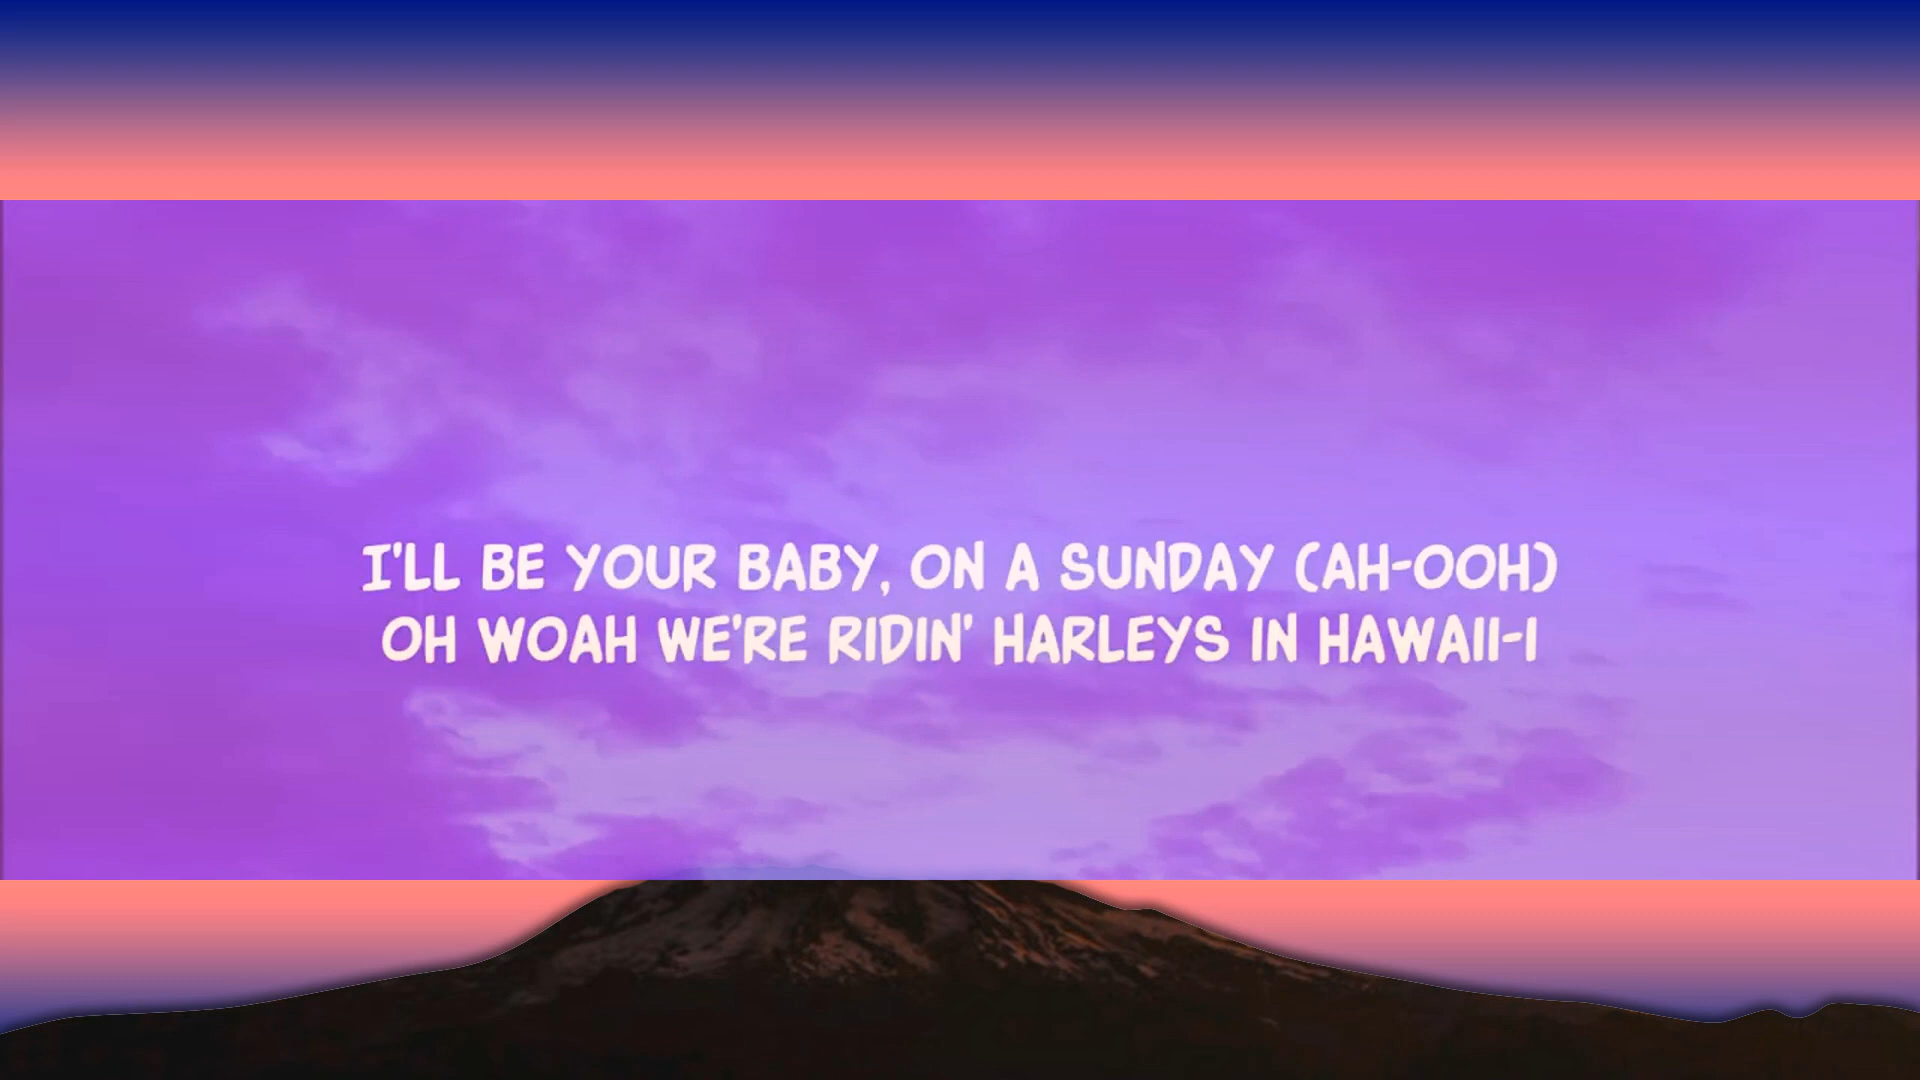 I'LL BE YOUR BABY, ON A SUNDAY (AH-OOH)
OH WOAH WE'RE RIDIN' HARLEYS IN HAWAII-I